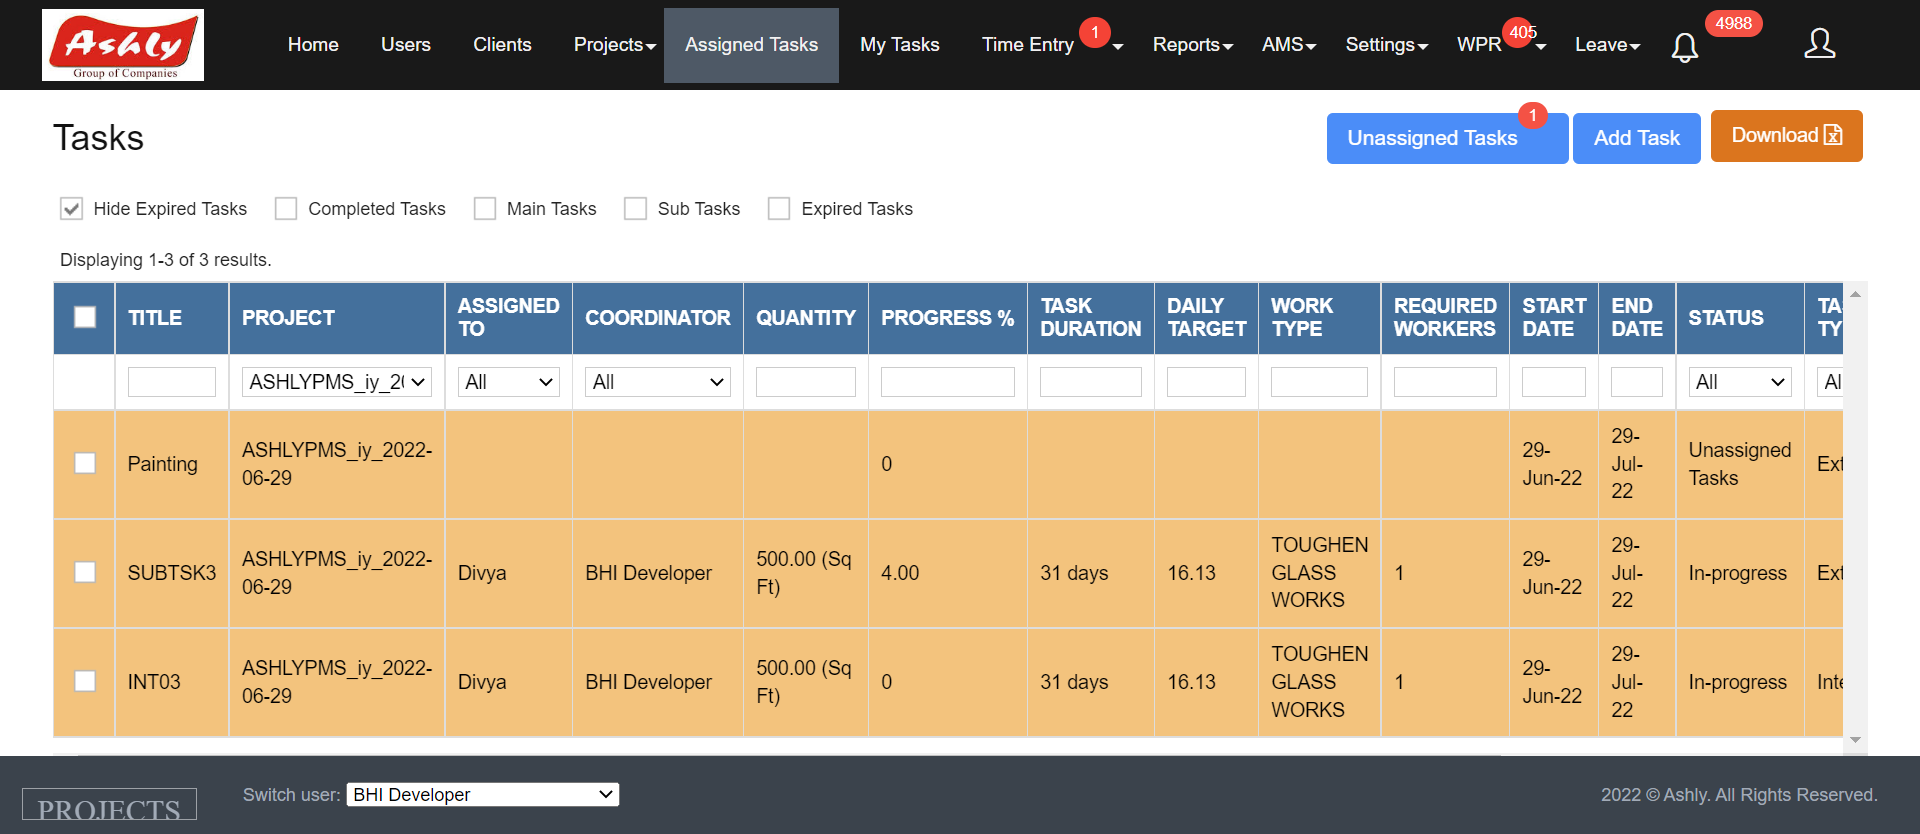 Ashly
Group of Companies
Home Users Clients Projects Assigned Tasks My Tasks Time Entry 1 Reports AMS Settings WPR 405 Leave 4988
Tasks
Unassigned Tasks 1 Add Task Download
Hide Expired Tasks Completed Tasks Main Tasks Sub Tasks Expired Tasks
Displaying 1-3 of 3 results.
TITLE PROJECT ASSIGNED TO COORDINATOR QUANTITY PROGRESS % TASK DURATION DAILY TARGET WORK TYPE REQUIRED WORKERS START DATE END DATE STATUS TA TY
ASHLYPMS_iy_20 All All All Al
Painting ASHLYPMS_iy_2022-06-29 0 29-Jun-22 29-Jul-22 Unassigned Tasks Ext
SUBTSK3 ASHLYPMS_iy_2022-06-29 Divya BHI Developer 500.00 (Sq Ft) 4.00 31 days 16.13 TOUGHEN GLASS WORKS 1 29-Jun-22 29-Jul-22 In-progress Ext
INT03 ASHLYPMS_iy_2022-06-29 Divya BHI Developer 500.00 (Sq Ft) 0 31 days 16.13 TOUGHEN GLASS WORKS 1 29-Jun-22 29-Jul-22 In-progress Inte
PROJECTS Switch user: BHI Developer 2022 © Ashly. All Rights Reserved.